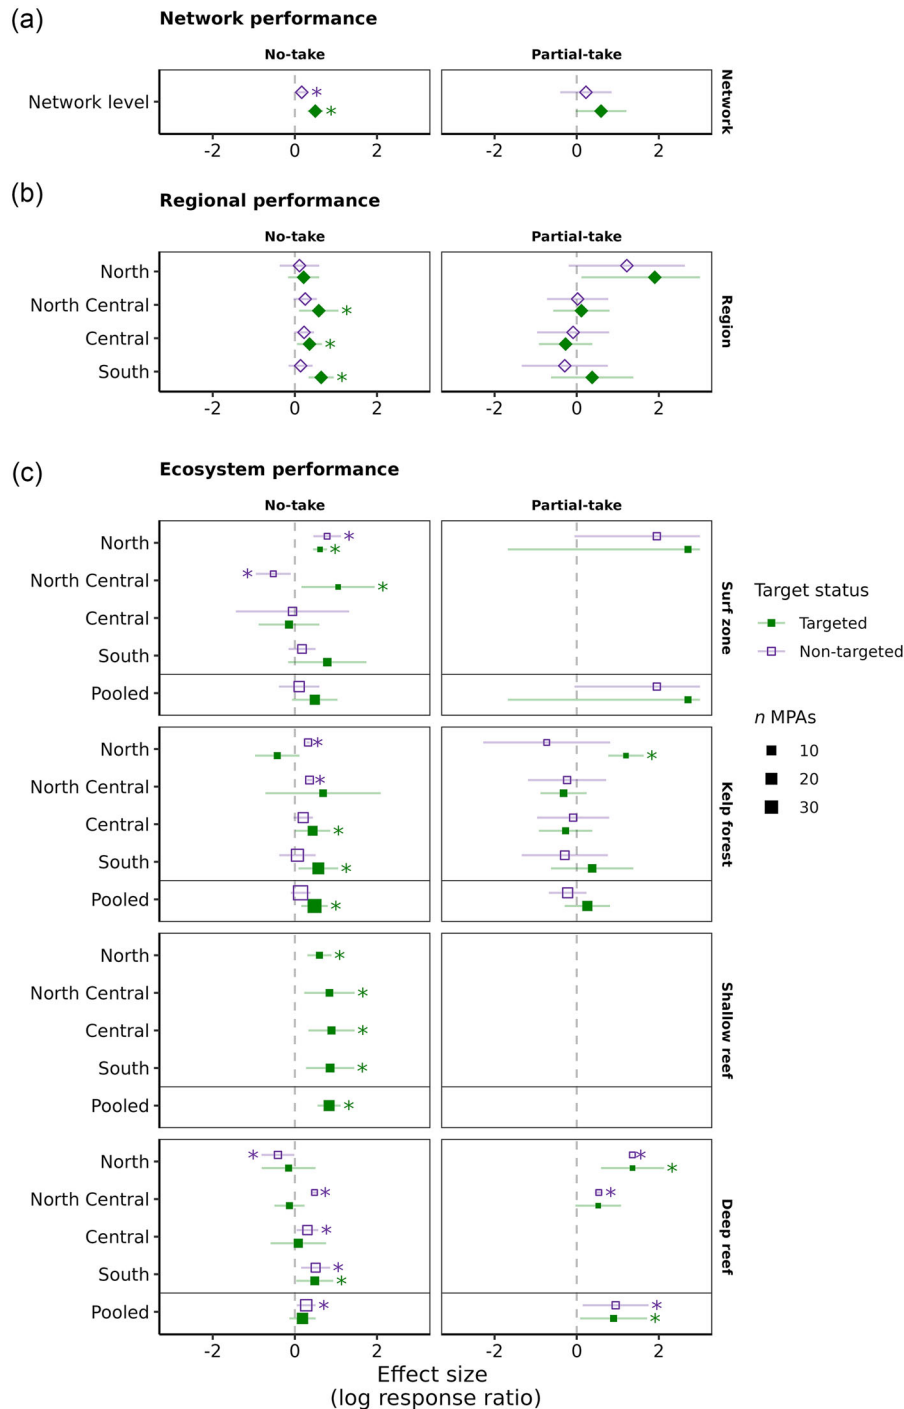 (a)
Network performance
No-take
Partial-take
Network level
*
*
Network
-2 0 2
-2 0 2
(b)
Regional performance
No-take
Partial-take
North
North Central *
Central *
South *
Region
-2 0 2
-2 0 2
(c)
Ecosystem performance
No-take
Partial-take
North
*
*
North Central
*
*
Central
South
Pooled
Surf zone
North
*
*
North Central
*
Central
*
South
*
Pooled
*
Kelp forest
North *
North Central *
Central *
South *
Pooled *
Shallow reef
North
*
*
*
North Central
*
*
Central
*
South
*
*
Pooled
*
*
*
Deep reef
-2 0 2
-2 0 2
Effect size
(log response ratio)
Target status
Targeted
Non-targeted
n MPAs
10
20
30